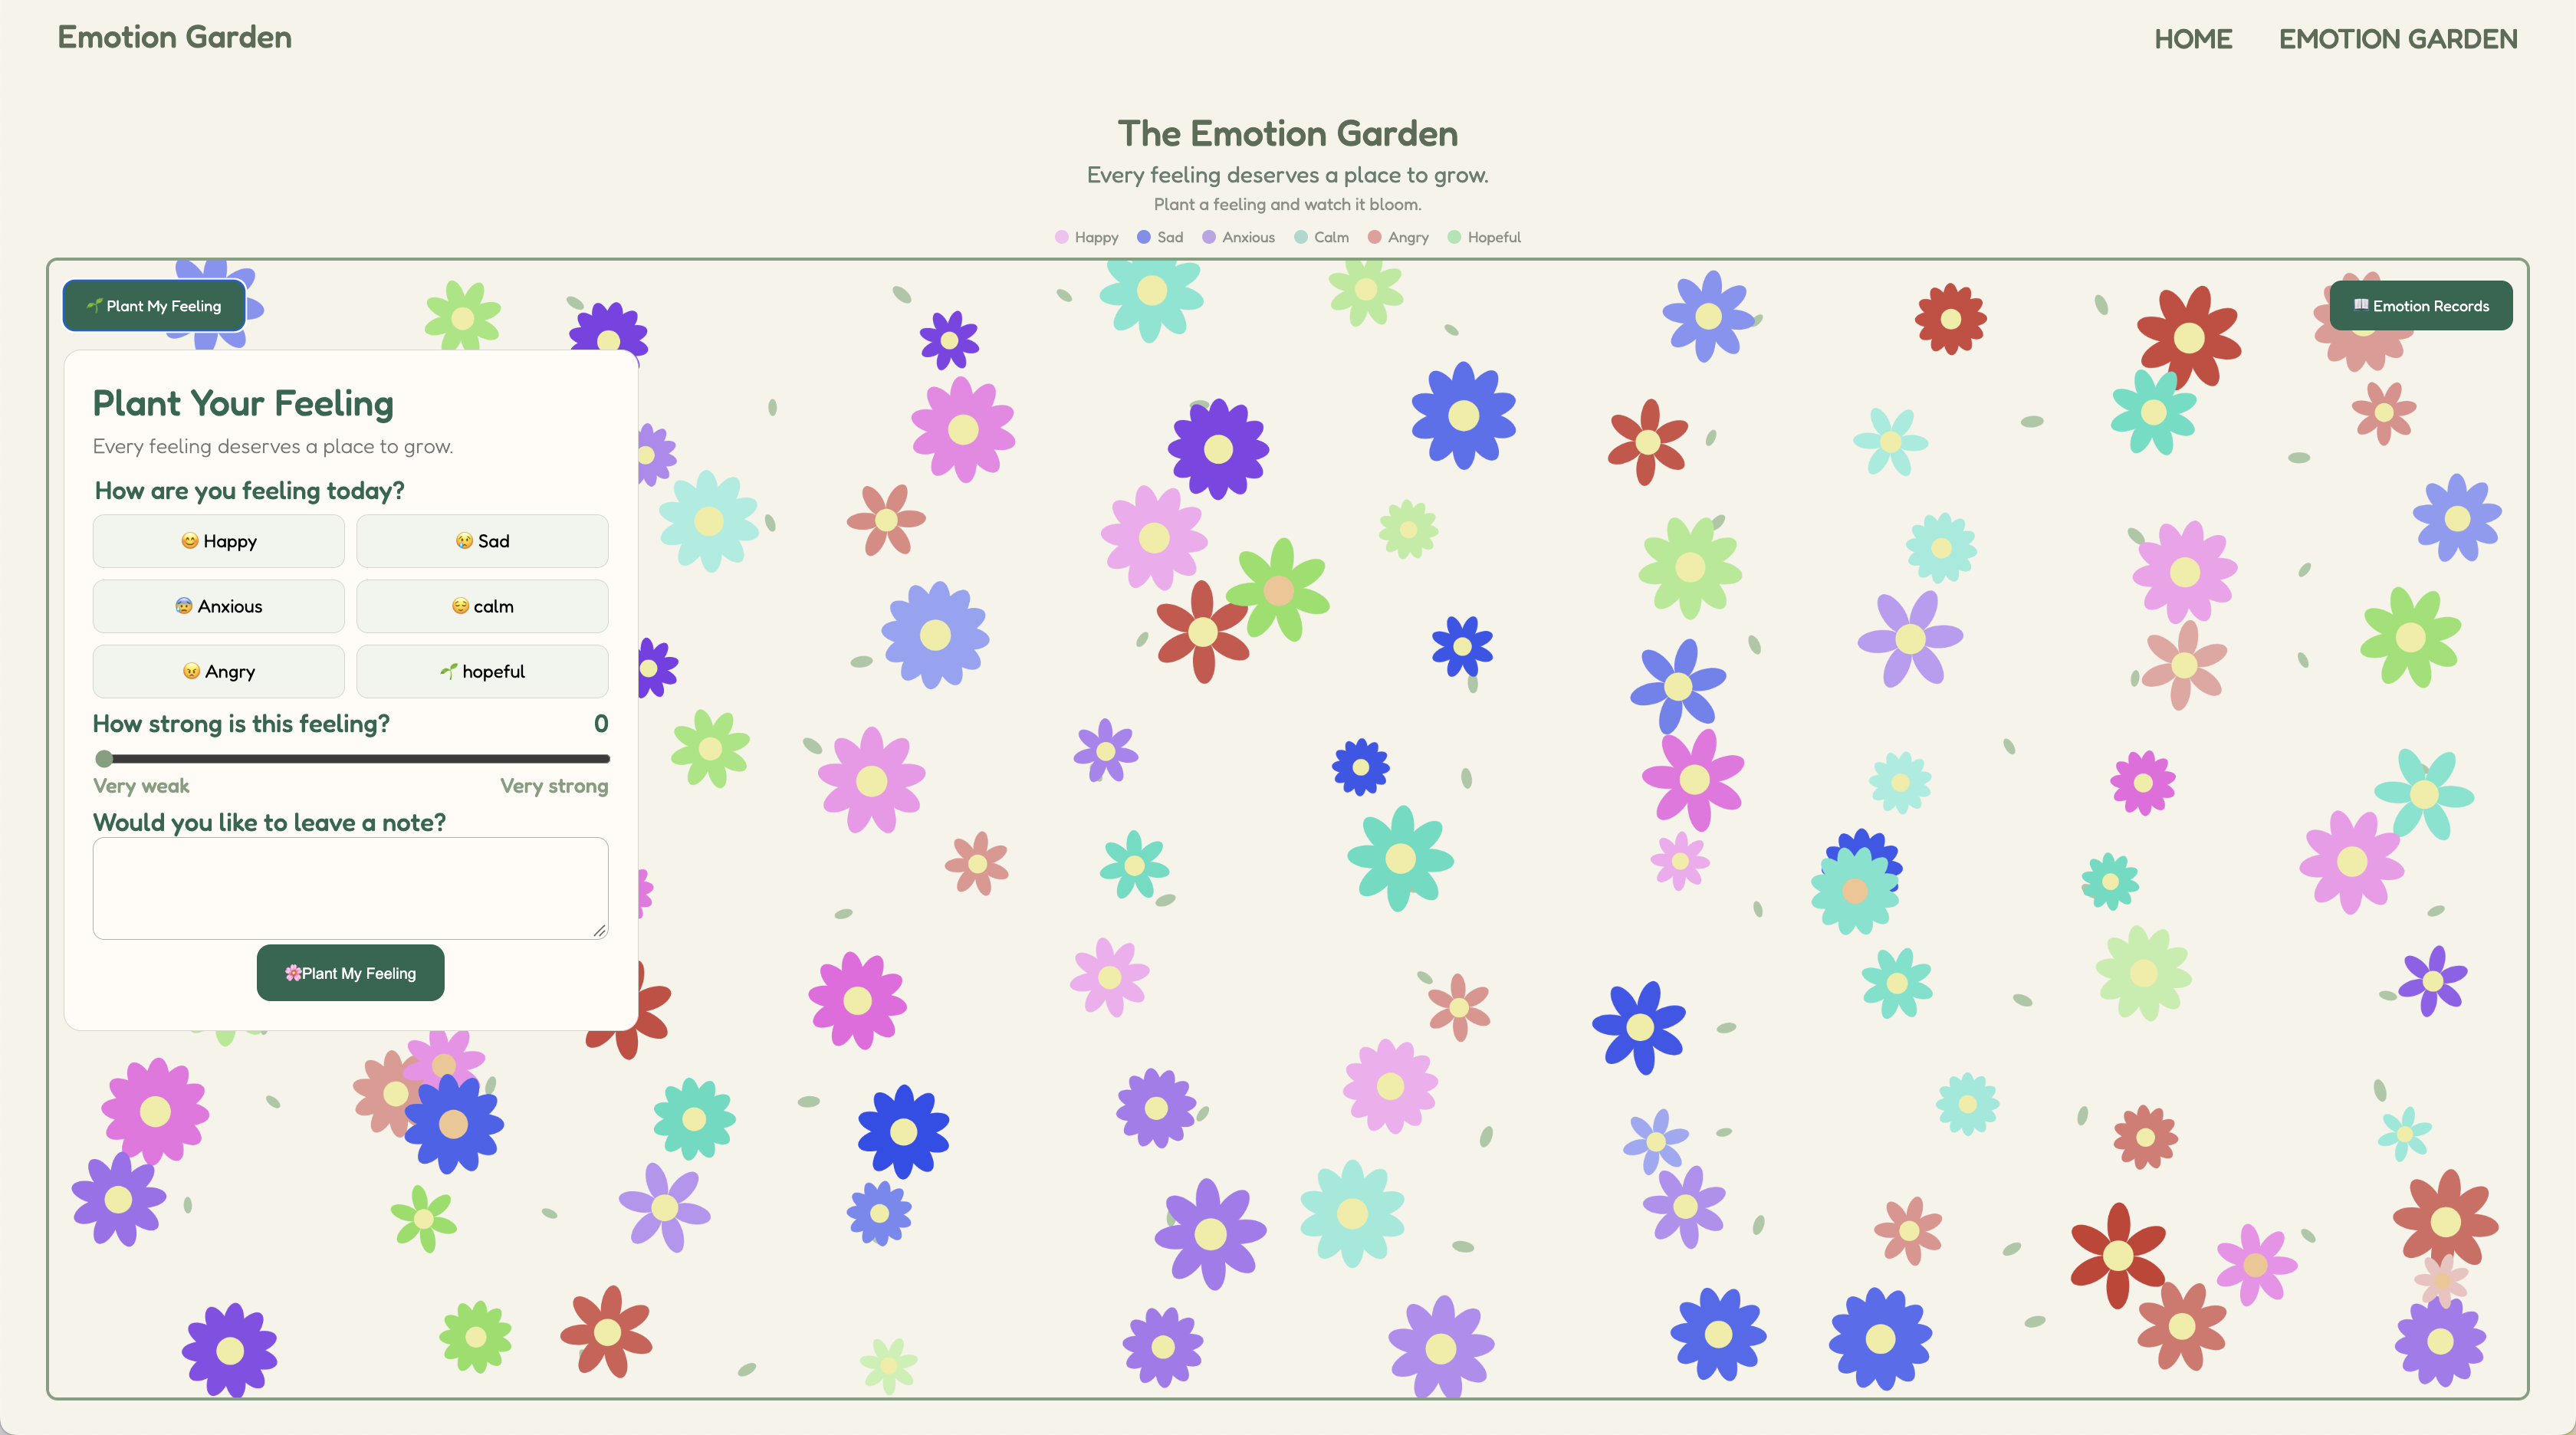 Emotion Garden
HOME EMOTION GARDEN
The Emotion Garden
Every feeling deserves a place to grow.
Plant a feeling and watch it bloom.
Happy Sad Anxious Calm Angry Hopeful
🌱 Plant My Feeling
📖 Emotion Records
Plant Your Feeling
Every feeling deserves a place to grow.
How are you feeling today?
😊 Happy
😢 Sad
😰 Anxious
😌 calm
😠 Angry
🌱 hopeful
How strong is this feeling? 0
Very weak Very strong
Would you like to leave a note?
🌸Plant My Feeling